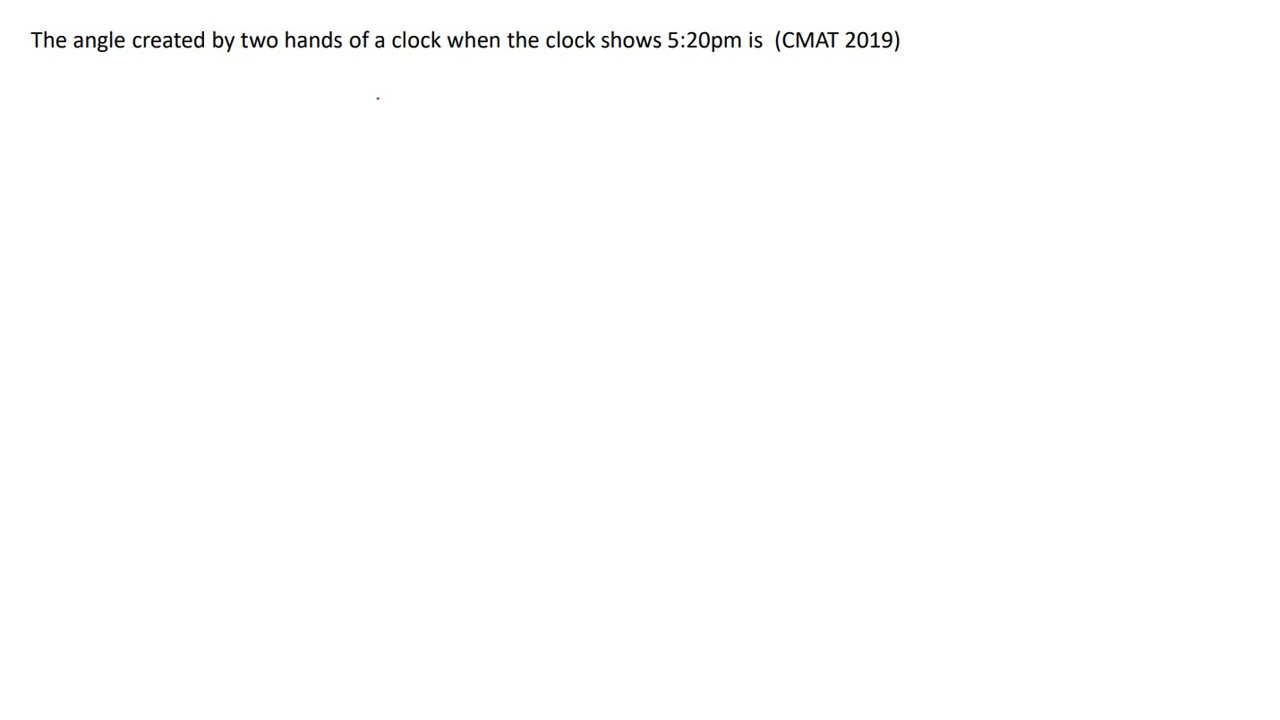 The angle created by two hands of a clock when the clock shows 5:20pm is  (CMAT 2019)